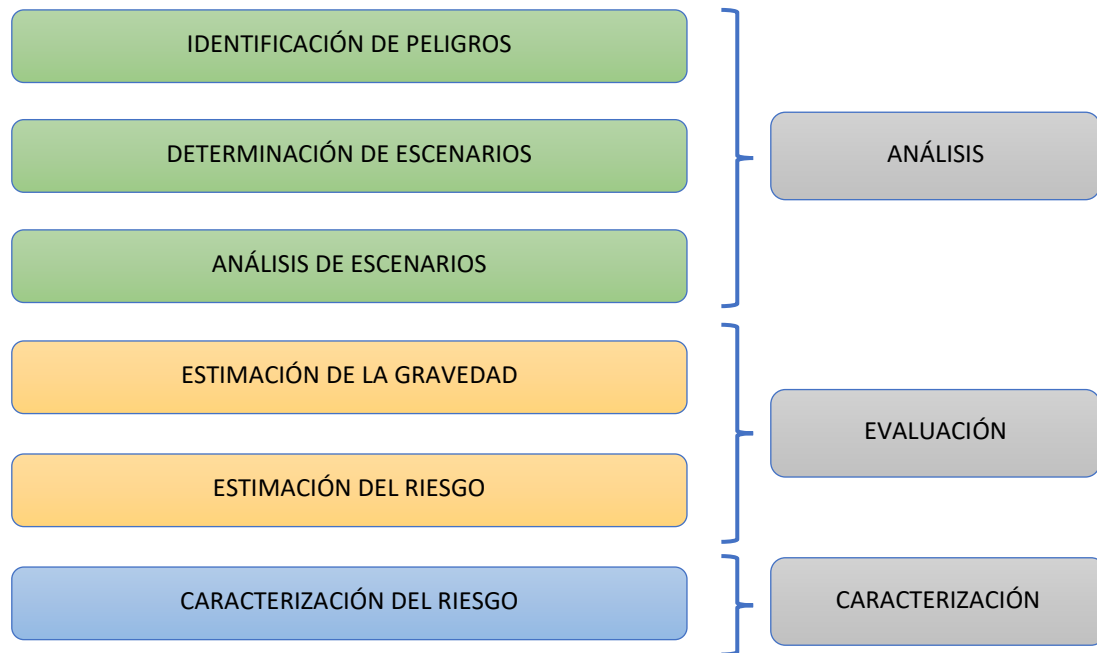 IDENTIFICACIÓN DE PELIGROS
DETERMINACIÓN DE ESCENARIOS
ANÁLISIS
ANÁLISIS DE ESCENARIOS
ESTIMACIÓN DE LA GRAVEDAD
EVALUACIÓN
ESTIMACIÓN DEL RIESGO
CARACTERIZACIÓN DEL RIESGO
CARACTERIZACIÓN